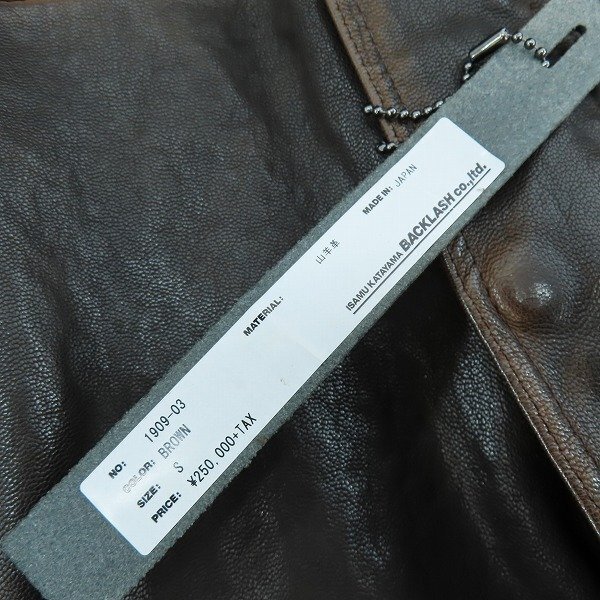 NO: 1909-03
COLOR: BROWN
SIZE: S
PRICE: ¥250.000+TAX
MATERIAL: 山羊革
MADE IN: JAPAN
ISAMU KATAYAMA BACKLASH co.,ltd.